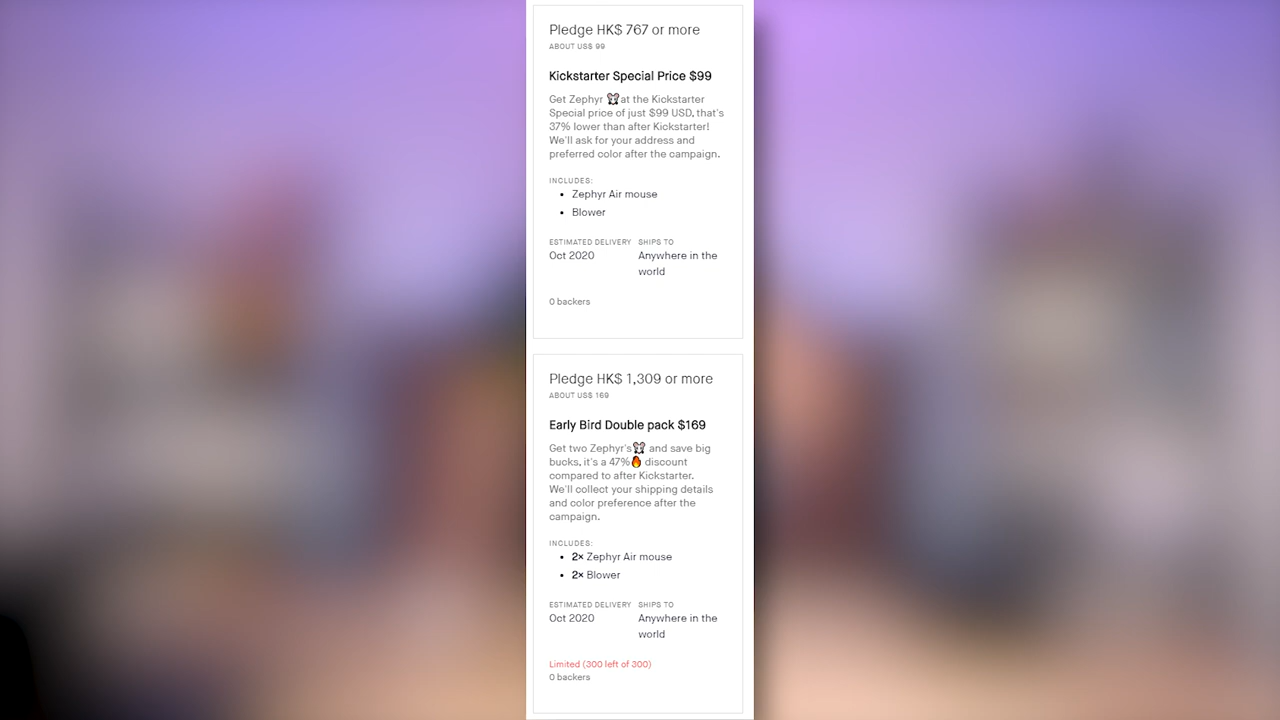 Pledge HK$ 767 or more
ABOUT US$ 99
Kickstarter Special Price $99
Get Zephyr 🐭at the Kickstarter
Special price of just $99 USD, that's
37% lower than after Kickstarter!
We'll ask for your address and
preferred color after the campaign.
INCLUDES:
• Zephyr Air mouse
• Blower
ESTIMATED DELIVERY SHIPS TO
Oct 2020 Anywhere in the
world
0 backers
Pledge HK$ 1,309 or more
ABOUT US$ 169
Early Bird Double pack $169
Get two Zephyr's🐭 and save big
bucks, it's a 47%🔥 discount
compared to after Kickstarter.
We'll collect your shipping details
and color preference after the
campaign.
INCLUDES:
• 2× Zephyr Air mouse
• 2× Blower
ESTIMATED DELIVERY SHIPS TO
Oct 2020 Anywhere in the
world
Limited (300 left of 300)
0 backers